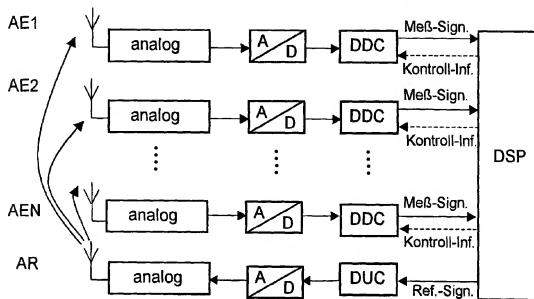 AE1
analog
A
D
DDC
Meß-Sign.
Kontroll-Inf.
AE2
analog
A
D
DDC
Meß-Sign.
Kontroll-Inf.
DSP
AEN
analog
A
D
DDC
Meß-Sign.
Kontroll-Inf.
AR
analog
A
D
DUC
Ref.-Sign.